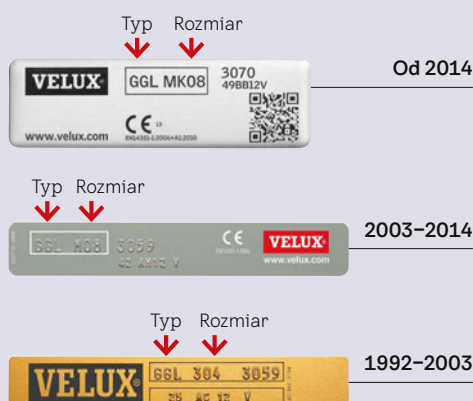 Typ Rozmiar
Od 2014
VELUX
GGL MK08
3070
49BB12V
CE 13
EN14351-1:2006+A1:2010
www.velux.com
Typ Rozmiar
2003–2014
GGL M08 3059
42 AM12 V
CE
VELUX
www.velux.com
Typ Rozmiar
1992–2003
VELUX
GGL 304 3059
25 AC 12 V